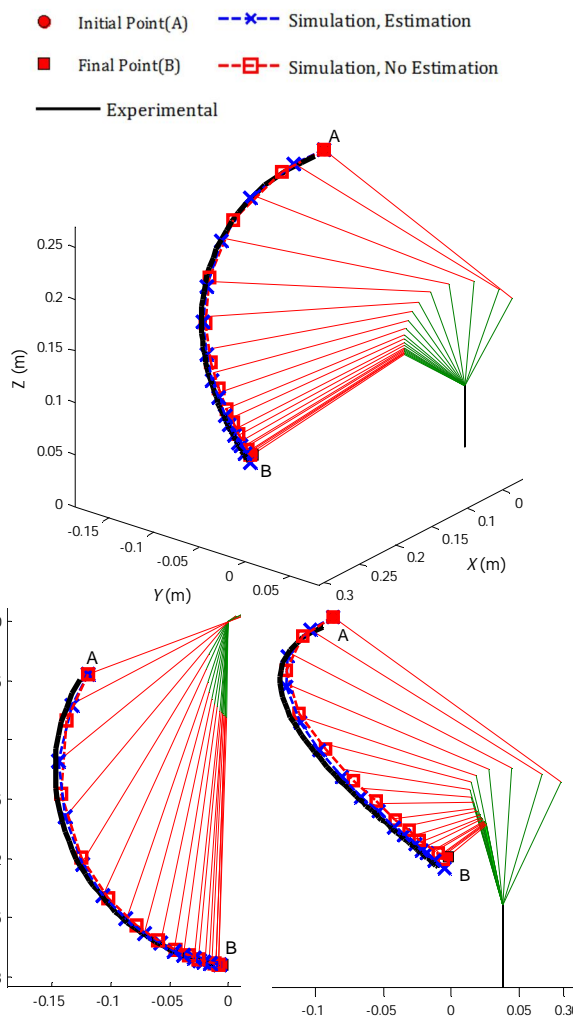 Initial Point(A)
Simulation, Estimation
Final Point(B)
Simulation, No Estimation
Experimental
A
0.25
0.2
0.15
0.1
0.05
0
Z (m)
B
-0.15
-0.1
-0.05
0
0.05
Y (m)
0
0.1
0.15
0.2
0.25
0.3
X (m)
A
B
-0.15
-0.1
-0.05
0
A
B
-0.1
0
0.05